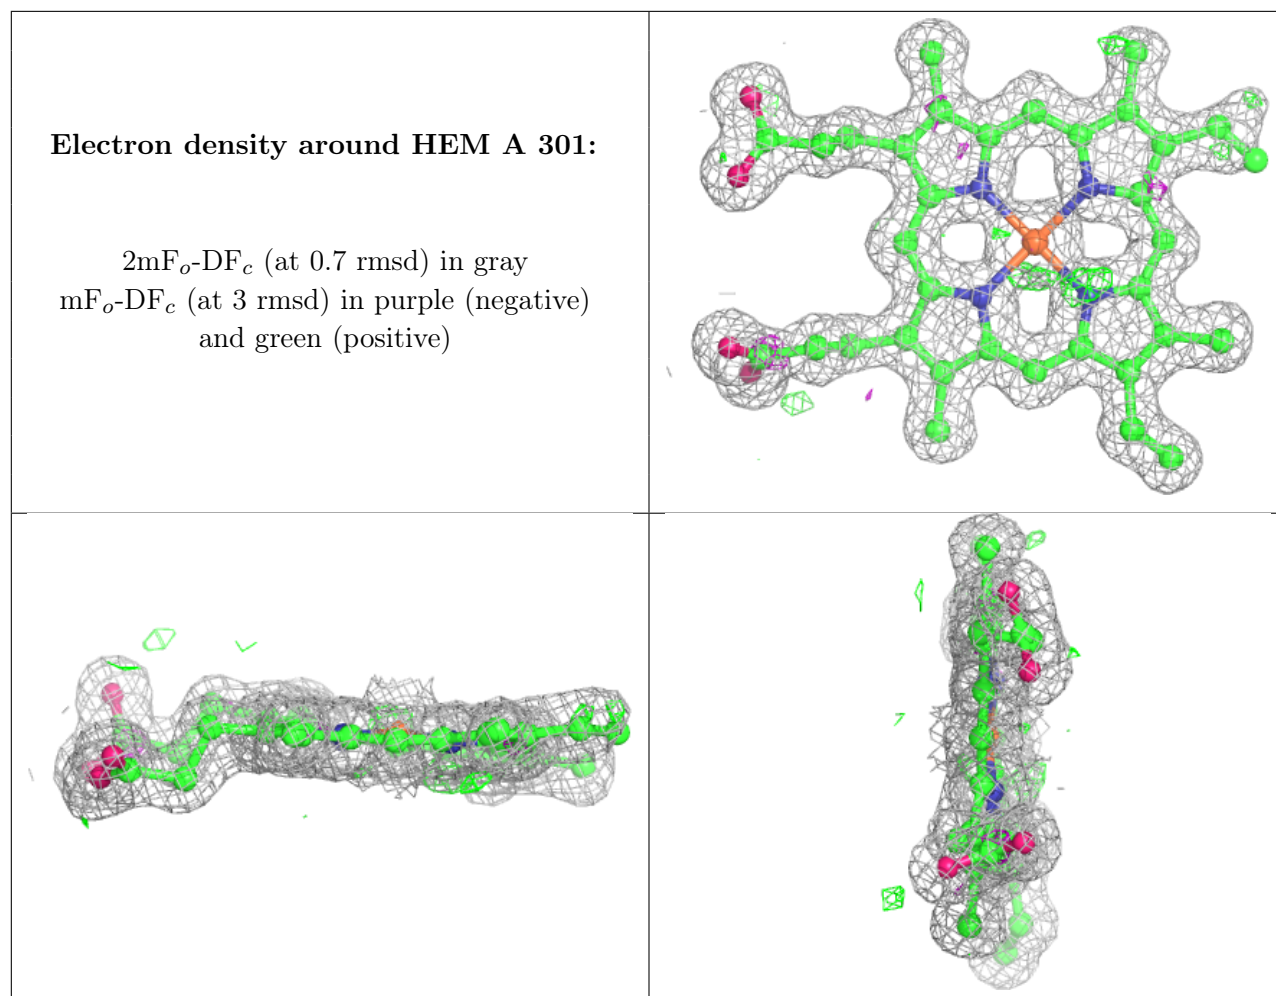 Electron density around HEM A 301:
2mFo-DFc (at 0.7 rmsd) in gray
mFo-DFc (at 3 rmsd) in purple (negative)
and green (positive)